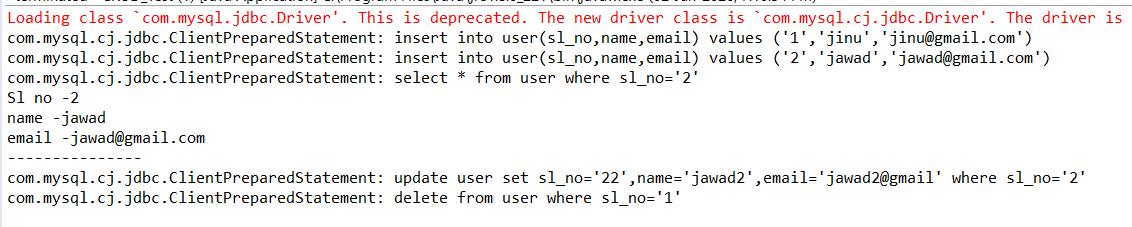 Loading class `com.mysql.jdbc.Driver'. This is deprecated. The new driver class is `com.mysql.cj.jdbc.Driver'. The driver is
com.mysql.cj.jdbc.ClientPreparedStatement: insert into user(sl_no,name,email) values ('1','jinu','jinu@gmail.com')
com.mysql.cj.jdbc.ClientPreparedStatement: insert into user(sl_no,name,email) values ('2','jawad','jawad@gmail.com')
com.mysql.cj.jdbc.ClientPreparedStatement: select * from user where sl_no='2'
Sl no -2
name -jawad
email -jawad@gmail.com
---------------
com.mysql.cj.jdbc.ClientPreparedStatement: update user set sl_no='22',name='jawad2',email='jawad2@gmail' where sl_no='2'
com.mysql.cj.jdbc.ClientPreparedStatement: delete from user where sl_no='1'